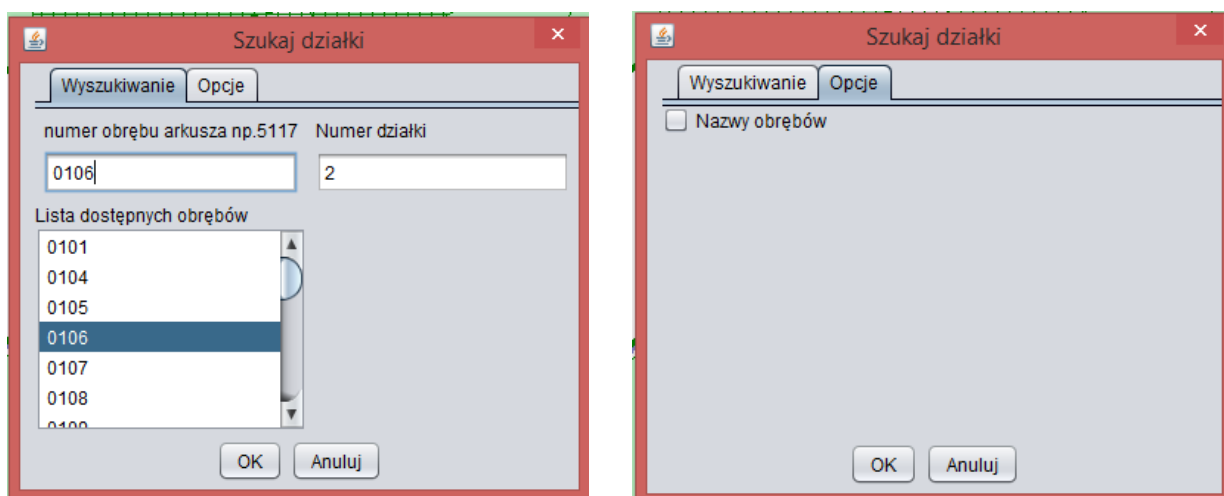 Szukaj działki
Wyszukiwanie Opcje
numer obrębu arkusza np.5117 Numer działki
0106 2
Lista dostępnych obrębów
0101
0104
0105
0106
0107
0108
0109
OK Anuluj
Szukaj działki
Wyszukiwanie Opcje
Nazwy obrębów
OK Anuluj